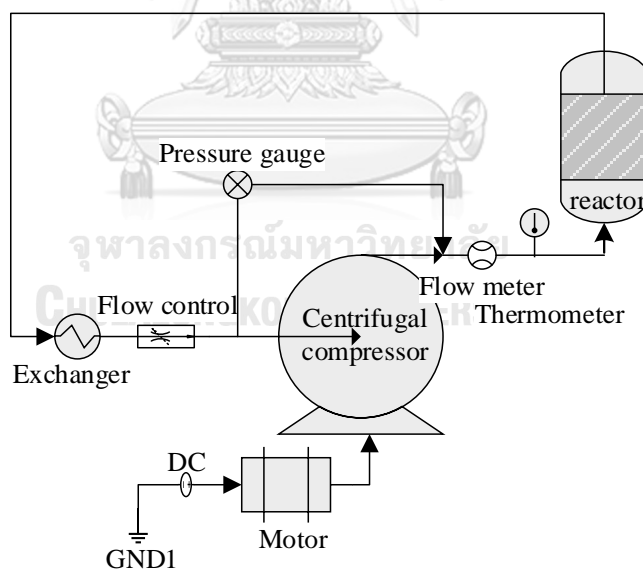 Pressure gauge
reactor
จุฬาลงกรณ์มหาวิทยาลัย
Flow meter
Flow control
Thermometer
Centrifugal
compressor
Exchanger
DC
Motor
GND1